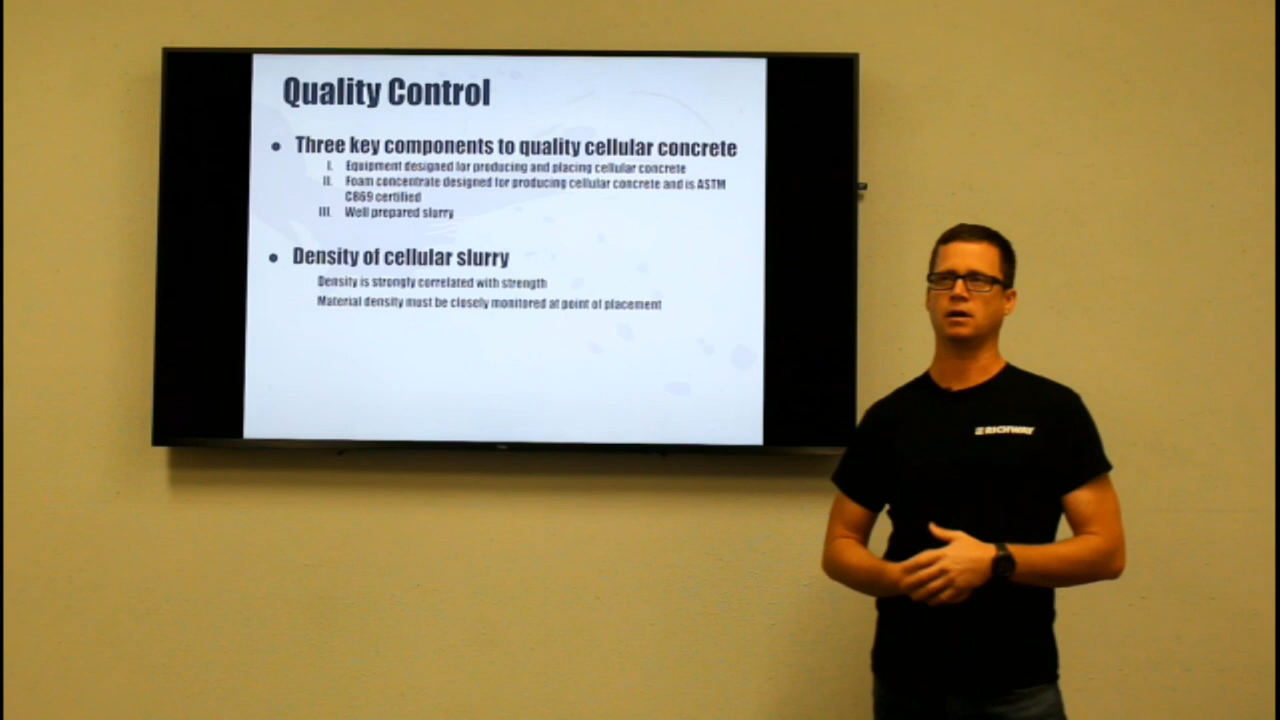 Quality Control
• Three key components to quality cellular concrete
I. Equipment designed for producing and placing cellular concrete
II. Foam concentrate designed for producing cellular concrete and is ASTM
C869 certified
III. Well prepared slurry
• Density of cellular slurry
Density is strongly correlated with strength
Material density must be closely monitored at point of placement
RICHWAY